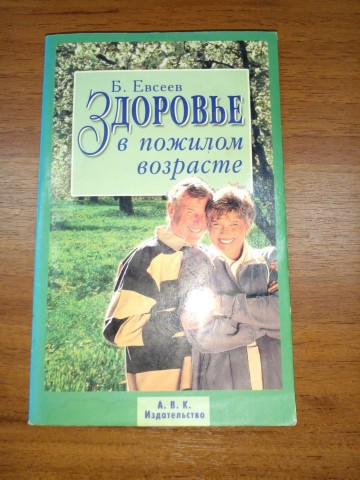 Б. Евсеев
ЗДОРОВЬЕ
в пожилом
возрасте
А. В. К.
Издательство